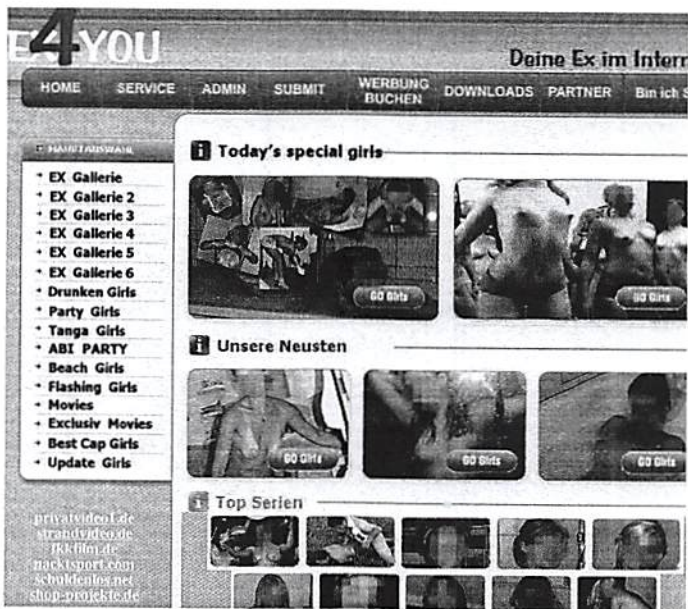 EX 4 YOU
Deine Ex im Intern
HOME SERVICE ADMIN SUBMIT WERBUNG BUCHEN DOWNLOADS PARTNER Bin ich S
HAUPTAUSWAHL
EX Gallerie
EX Gallerie 2
EX Gallerie 3
EX Gallerie 4
EX Gallerie 5
EX Gallerie 6
Drunken Girls
Party Girls
Tanga Girls
ABI PARTY
Beach Girls
Flashing Girls
Movies
Exclusiv Movies
Best Cap Girls
Update Girls
privatvideo1.de
strandvideo.de
fkkfilm.de
nacktsport.com
schuldenlos.net
shop-projekte.de
Today's special girls
GO Girls
GO Girls
Unsere Neusten
GO Girls
GO Girls
GO Girls
Top Serien